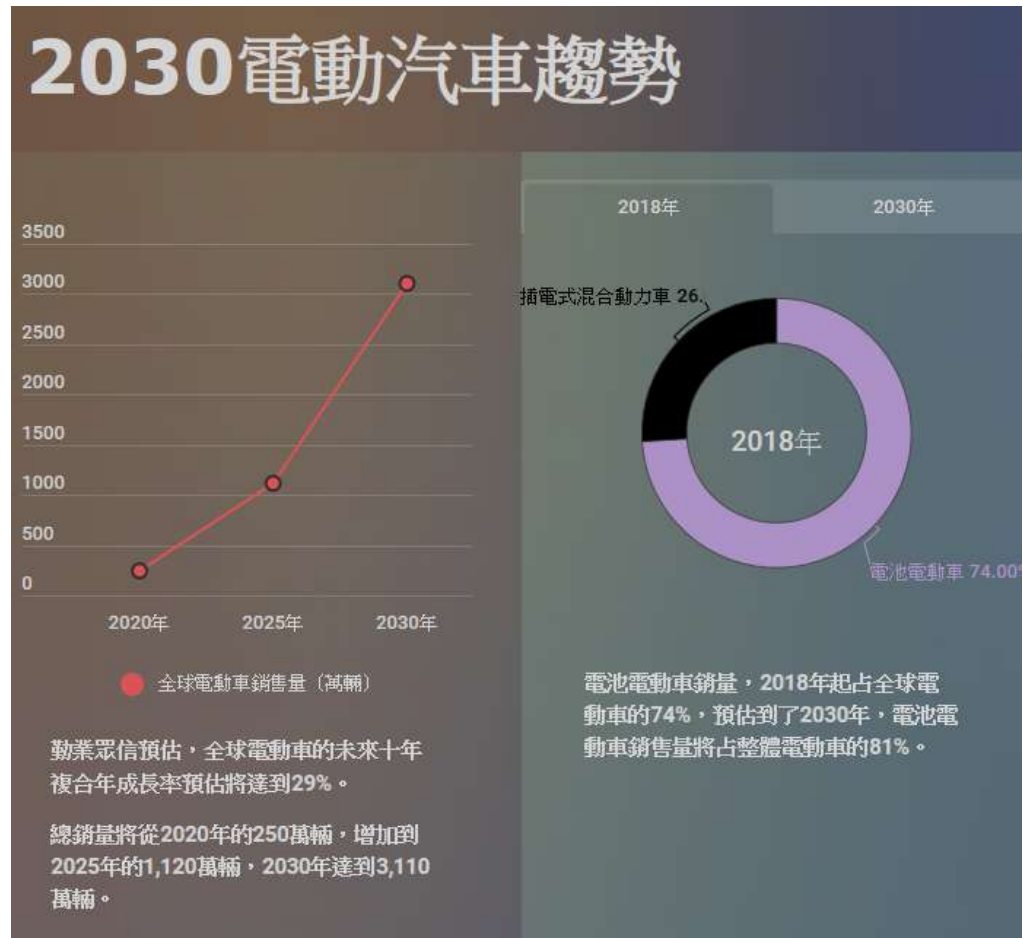 2030電動汽車趨勢
3500
3000
2500
2000
1500
1000
500
0
2020年
2025年
2030年
全球電動車銷售量（萬輛）
勤業眾信預估，全球電動車的未來十年
複合年成長率預估將達到29%。
總銷量將從2020年的250萬輛，增加到
2025年的1,120萬輛，2030年達到3,110
萬輛。
2018年
2030年
插電式混合動力車 26.
2018年
電池電動車 74.00%
電池電動車銷量，2018年起占全球電
動車的74%，預估到了2030年，電池電
動車銷售量將占整體電動車的81%。